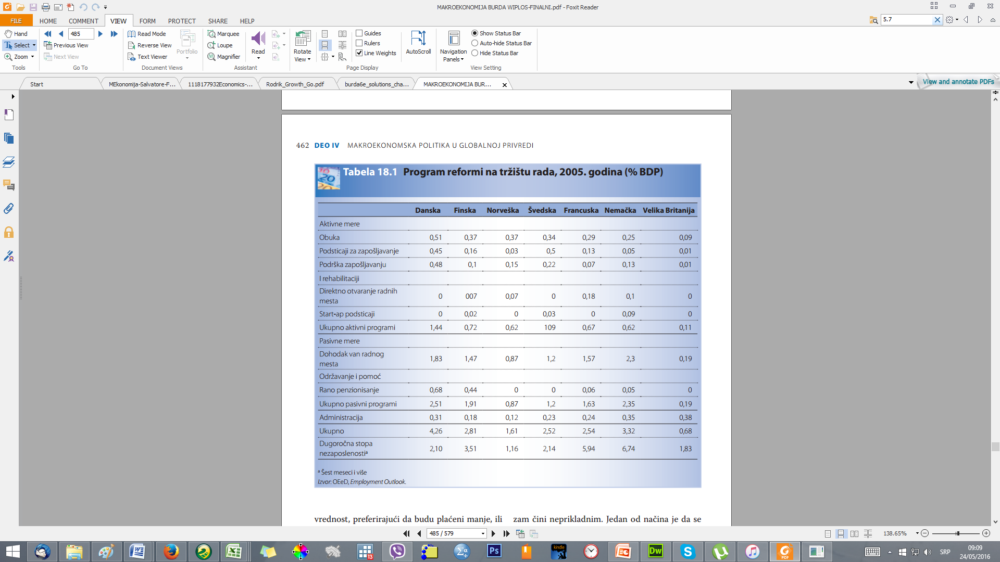 MAKROEKONOMIJA BURDA WIPLOS-FINALNI.pdf - Foxit Reader
FILE HOME COMMENT VIEW FORM PROTECT SHARE HELP
5.7
Hand
Select
Zoom
Tools
485
Previous View
Next View
Go To
Read Mode
Reverse View
Text Viewer
Portfolio
Document Views
Marquee
Loupe
Magnifier
Read
Assistant
Rotate
View
Page Display
Guides
Rulers
Line Weights
AutoScroll
Navigation
Panels
Show Status Bar
Auto-hide Status Bar
Hide Status Bar
View Setting
Start MEkonomija-Salvatore-F... 1118177932Economics-... Rodrik_Growth_Go.pdf burda6e_solutions_cha... MAKROEKONOMIJA BUR...
View and annotate PDFs
462 DEO IV MAKROEKONOMSKA POLITIKA U GLOBALNOJ PRIVREDI
Tabela 18.1 Program reformi na tržištu rada, 2005. godina (% BDP)
Danska Finska Norveška Švedska Francuska Nemačka Velika Britanija
Aktivne mere
Obuka 0,51 0,37 0,37 0,34 0,29 0,25 0,09
Podsticaji za zapošljavanje 0,45 0,16 0,03 0,5 0,13 0,05 0,01
Podrška zapošljavanju 0,48 0,1 0,15 0,22 0,07 0,13 0,01
I rehabilitaciji
Direktno otvaranje radnih
mesta 0 007 0,07 0 0,18 0,1 0
Start-ap podsticaji 0 0,02 0 0,03 0 0,09 0
Ukupno aktivni programi 1,44 0,72 0,62 109 0,67 0,62 0,11
Pasivne mere
Dohodak van radnog
mesta 1,83 1,47 0,87 1,2 1,57 2,3 0,19
Održavanje i pomoć
Rano penzionisanje 0,68 0,44 0 0 0,06 0,05 0
Ukupno pasivni programi 2,51 1,91 0,87 1,2 1,63 2,35 0,19
Administracija 0,31 0,18 0,12 0,23 0,24 0,35 0,38
Ukupno 4,26 2,81 1,61 2,52 2,54 3,32 0,68
Dugoročna stopa
nezaposlenostiª 2,10 3,51 1,16 2,14 5,94 6,74 1,83
ª Šest meseci i više
Izvor: OEeD, Employment Outlook.
vrednost, preferirajući da budu plaćeni manje, ili
zam čini neprikladnim. Jedan od načina je da se
485 / 579
138.65%
SRP
09:09
24/05/2016